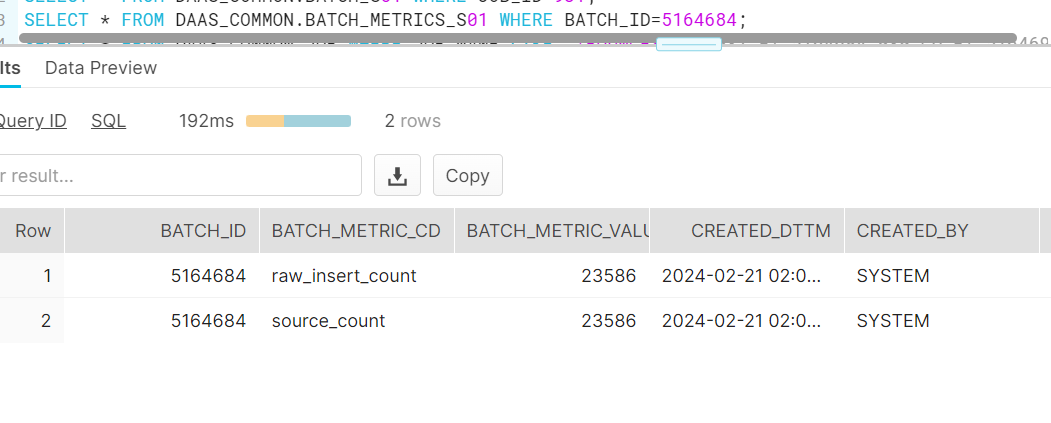 3 SELECT * FROM DAAS_COMMON.BATCH_METRICS_S01 WHERE BATCH_ID=5164684;
lts Data Preview
Query ID SQL 192ms 2 rows
r result... Copy
Row BATCH_ID BATCH_METRIC_CD BATCH_METRIC_VALU CREATED_DTTM CREATED_BY
1 5164684 raw_insert_count 23586 2024-02-21 02:0... SYSTEM
2 5164684 source_count 23586 2024-02-21 02:0... SYSTEM